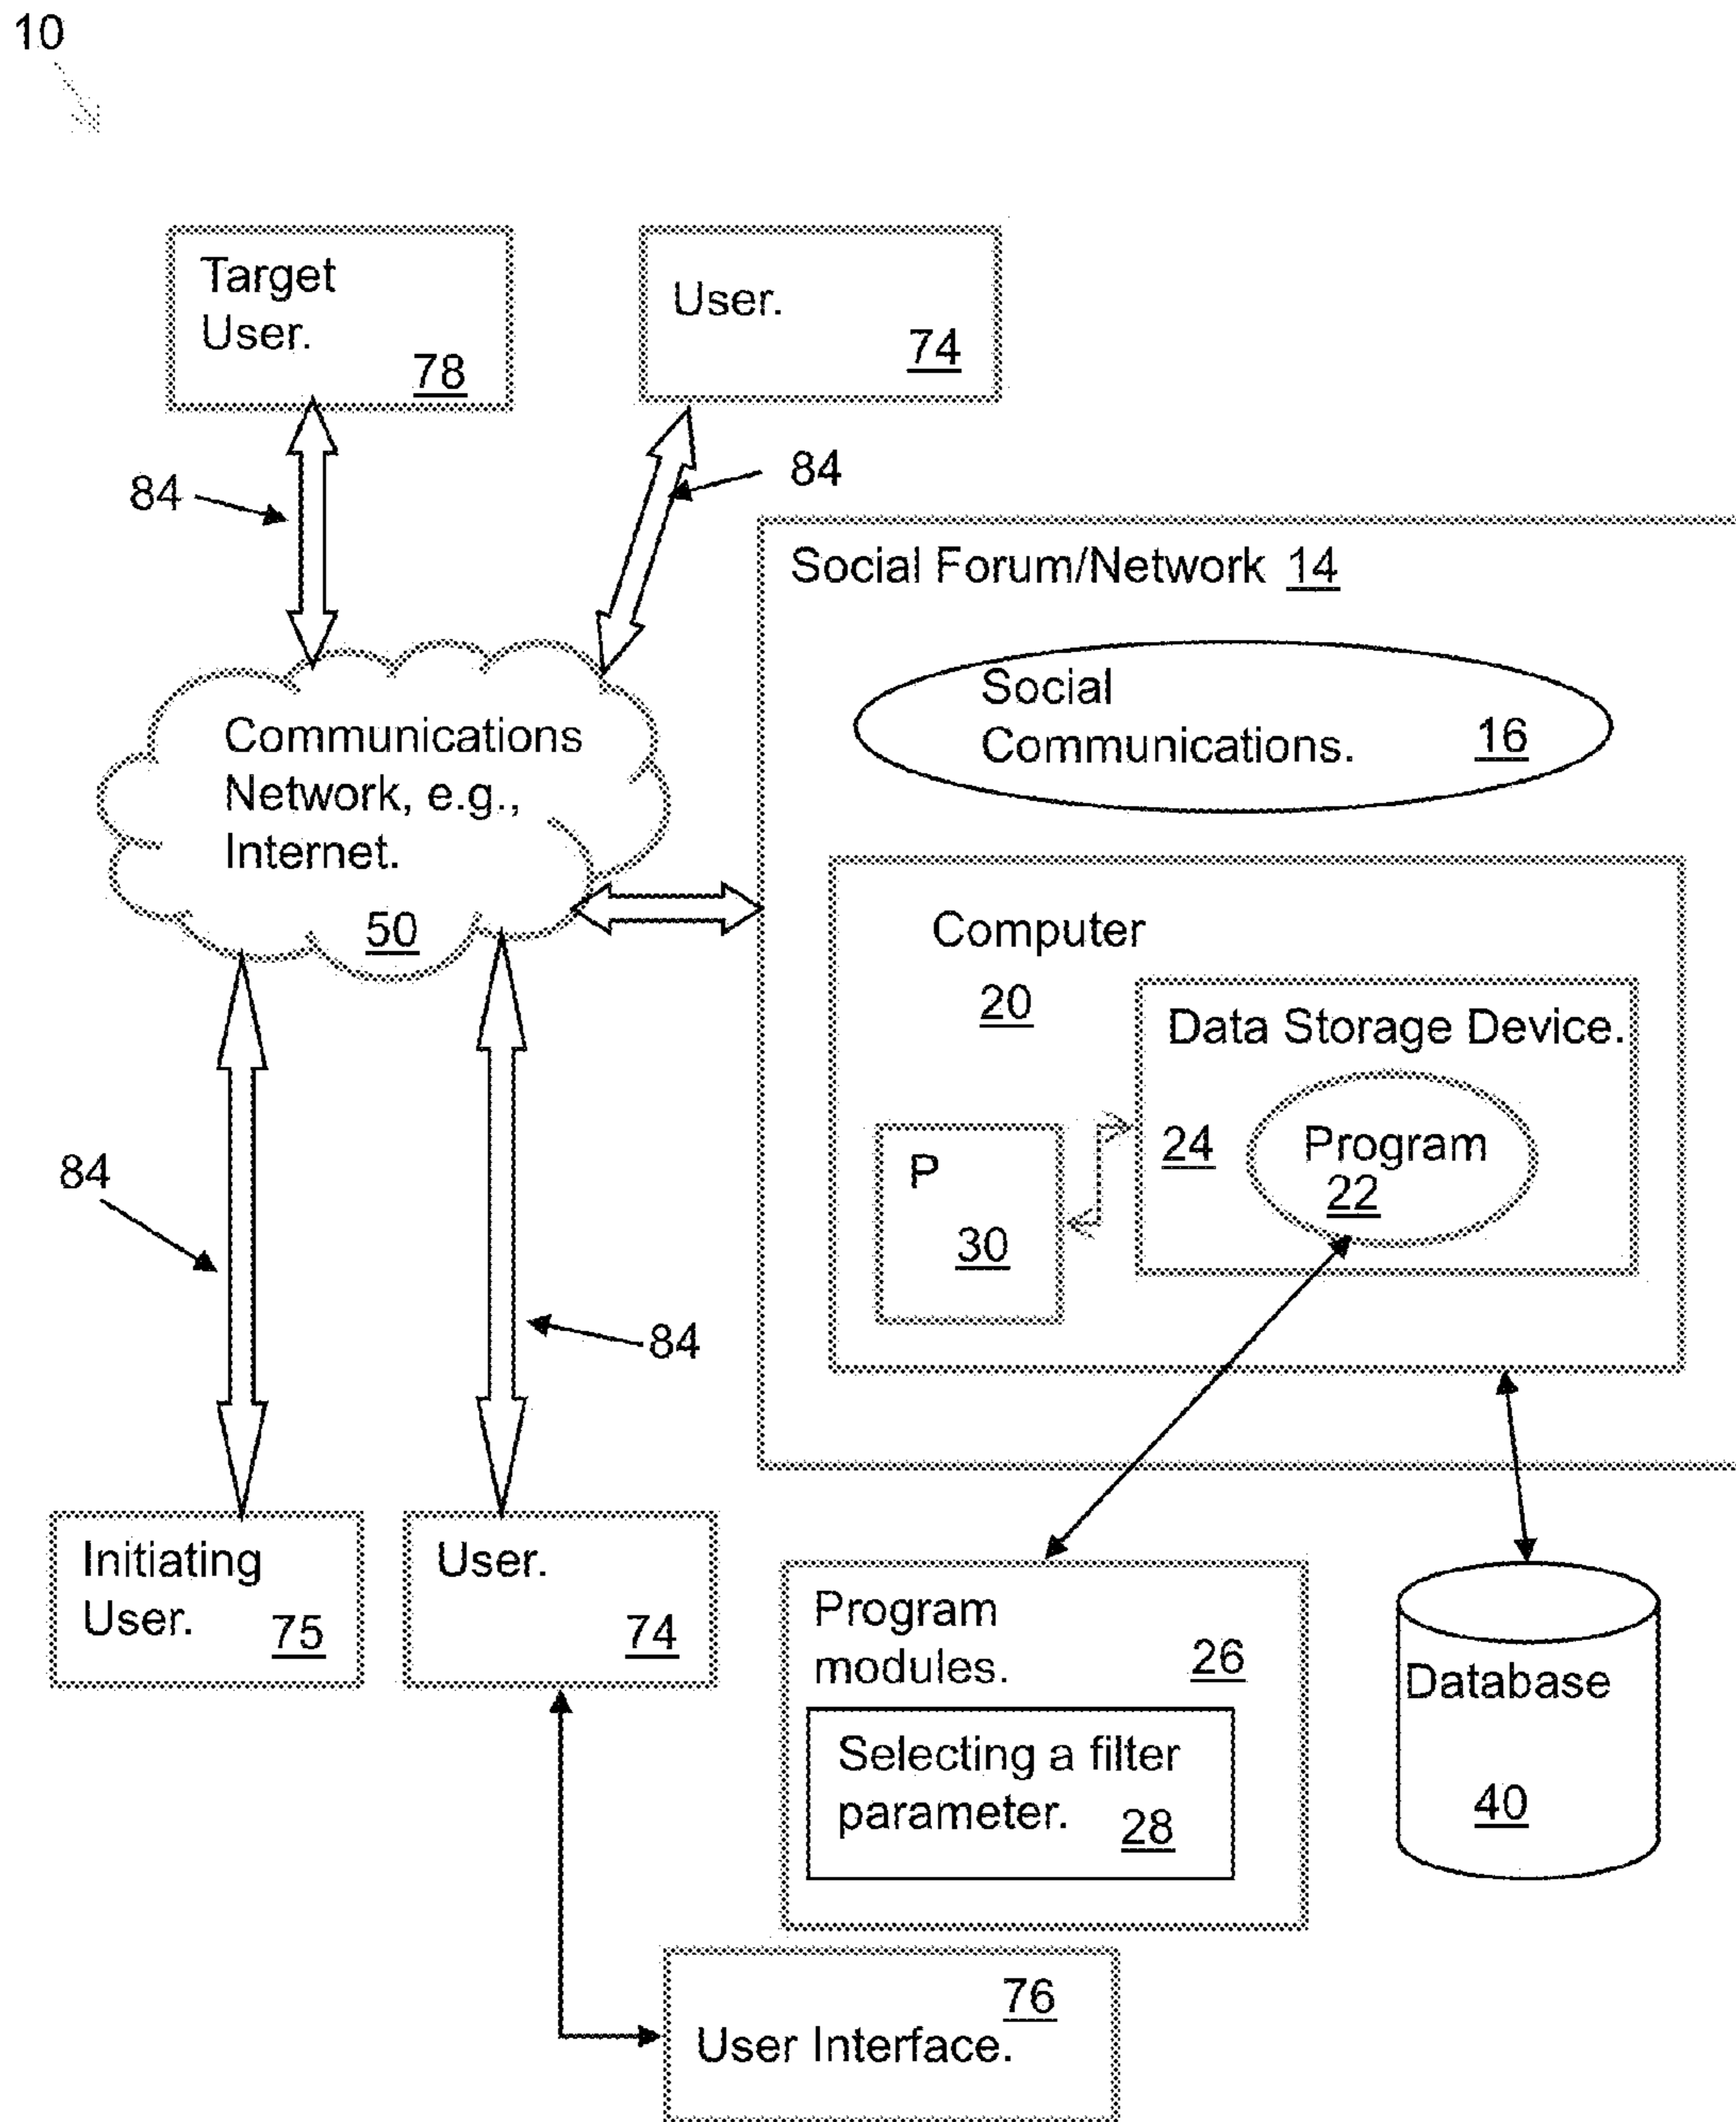 10
Target
User.
78
User.
74
84
84
Social Forum/Network 14
Social
Communications.
16
Communications
Network, e.g.,
Internet.
50
Computer
20
Data Storage Device.
24
Program
22
P
30
84
84
Initiating
User.
75
User.
74
Program
modules.
26
Selecting a filter
parameter.
28
Database
40
76
User Interface.